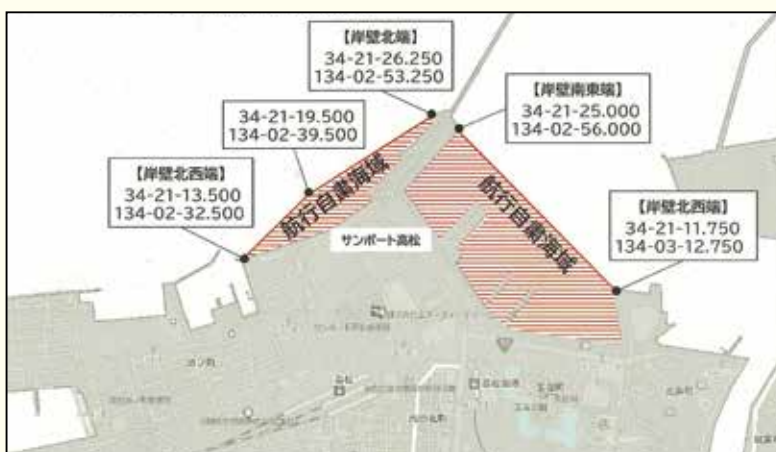 【岸壁北端】
34-21-26.250
134-02-53.250
【岸壁南東端】
34-21-25.000
134-02-56.000
34-21-19.500
134-02-39.500
【岸壁北西端】
34-21-13.500
134-02-32.500
【岸壁北西端】
34-21-11.750
134-03-12.750
航行自粛海域
航行自粛海域
サンポート高松
高松